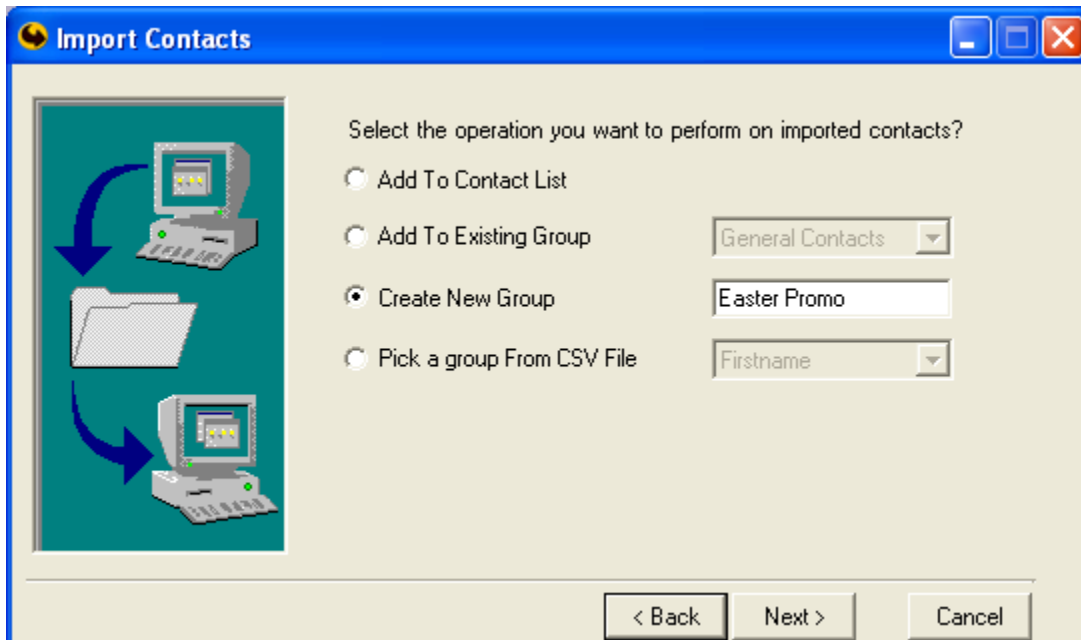 Import Contacts
Select the operation you want to perform on imported contacts?
Add To Contact List
Add To Existing Group General Contacts
Create New Group Easter Promo
Pick a group From CSV File Firstname
< Back Next > Cancel